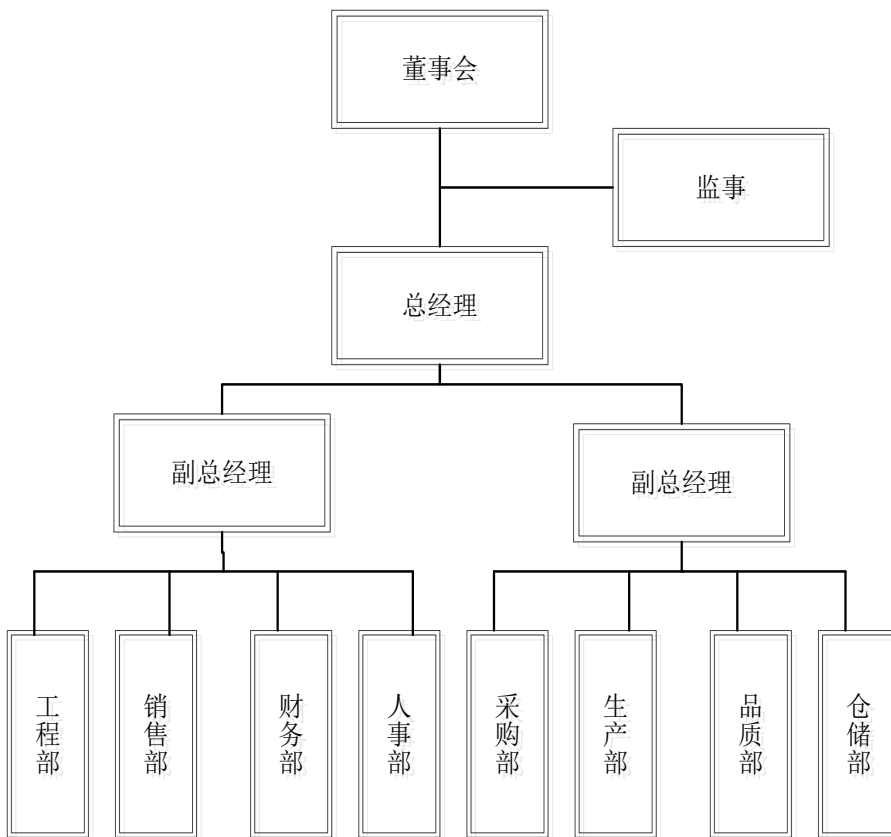 董事会
监事
总经理
副总经理
副总经理
工程部
销售部
财务部
人事部
采购部
生产部
品质部
仓储部